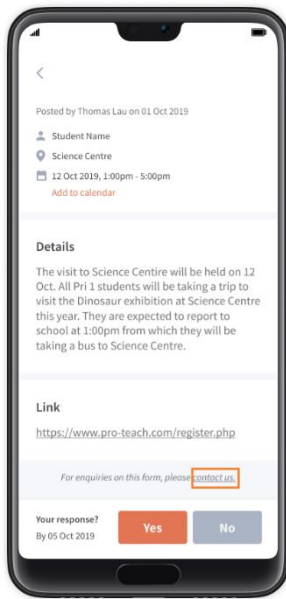 Posted by Thomas Lau on 01 Oct 2019
Student Name
Science Centre
12 Oct 2019, 1:00pm - 5:00pm
Add to calendar
Details
The visit to Science Centire will be held on 12
Oct. All Pri 1 students will be taking a trip to
visit the Dinosaur exhibition at Science Centre
this year. They are expected to report to
school at 1:00pm from which they will be
taking a bus to Science Centre.
Link
https://www.pro-teach.com/register.php
For enquiries on this form, please contact us.
Your response?
By 05 Oct 2019
Yes
No